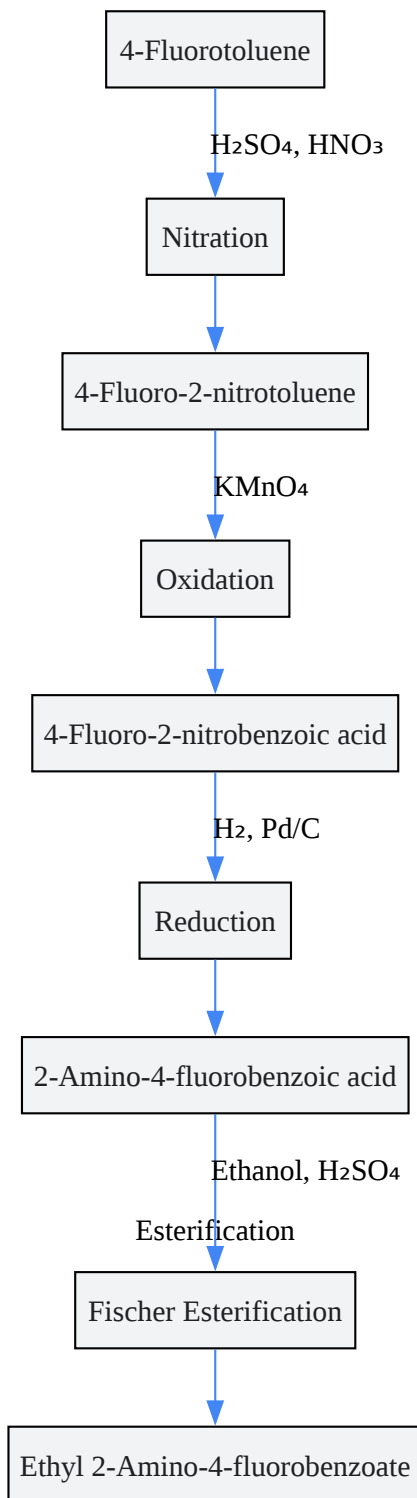 4-Fluorotoluene
H₂SO₄, HNO₃
Nitration
4-Fluoro-2-nitrotoluene
KMnO₄
Oxidation
4-Fluoro-2-nitrobenzoic acid
H₂, Pd/C
Reduction
2-Amino-4-fluorobenzoic acid
Ethanol, H₂SO₄
Esterification
Fischer Esterification
Ethyl 2-Amino-4-fluorobenzoate